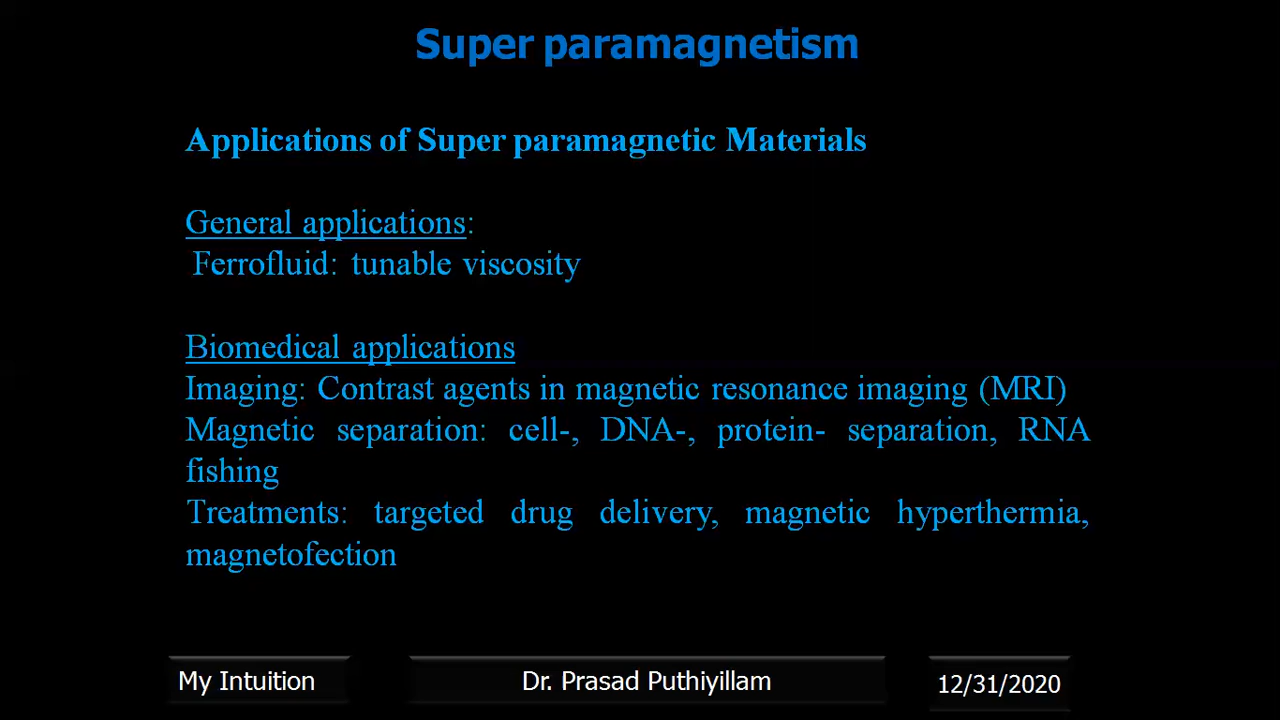 Super paramagnetism
Applications of Super paramagnetic Materials
General applications:
Ferrofluid: tunable viscosity
Biomedical applications
Imaging: Contrast agents in magnetic resonance imaging (MRI)
Magnetic separation: cell-, DNA-, protein- separation, RNA
fishing
Treatments: targeted drug delivery, magnetic hyperthermia,
magnetofection
My Intuition
Dr. Prasad Puthiyillam
12/31/2020